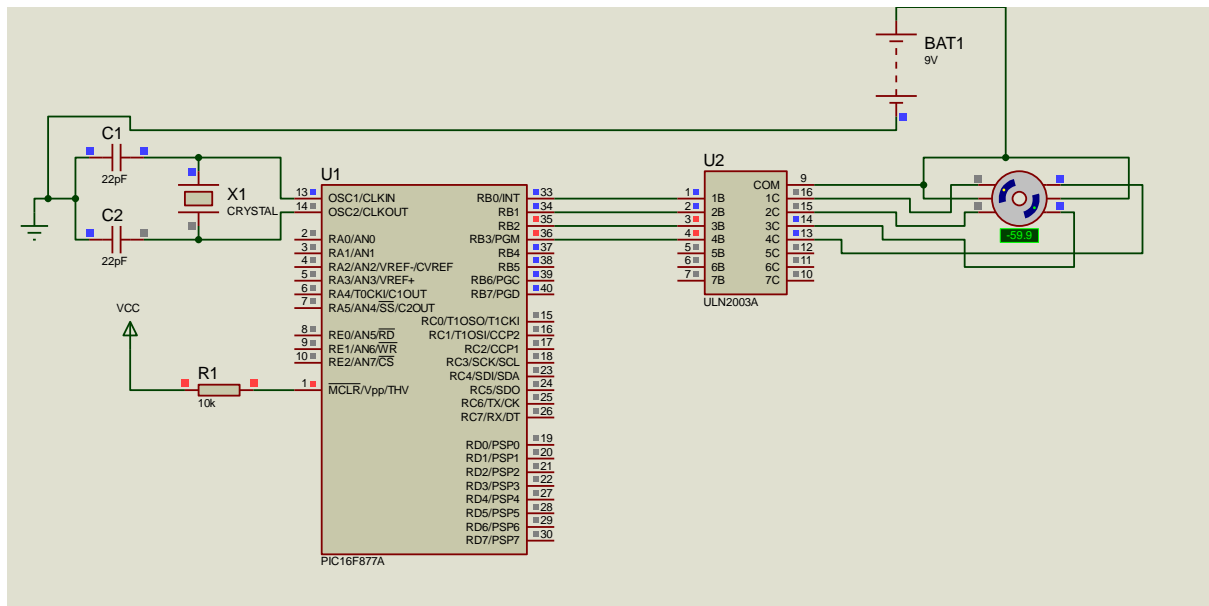 BAT1
9V
C1
22pF
X1
CRYSTAL
C2
22pF
VCC
R1
10k
U1
13 OSC1/CLKIN
14 OSC2/CLKOUT
2 RA0/AN0
3 RA1/AN1
4 RA2/AN2/VREF-/CVREF
5 RA3/AN3/VREF+
6 RA4/T0CKI/C1OUT
7 RA5/AN4/SS/C2OUT
8 RE0/AN5/RD
9 RE1/AN6/WR
10 RE2/AN7/CS
1 MCLR/Vpp/THV
RB0/INT 33
RB1 34
RB2 35
RB3/PGM 36
RB4 37
RB5 38
RB6/PGC 39
RB7/PGD 40
RC0/T1OSO/T1CKI 15
RC1/T1OSI/CCP2 16
RC2/CCP1 17
RC3/SCK/SCL 18
RC4/SDI/SDA 23
RC5/SDO 24
RC6/TX/CK 25
RC7/RX/DT 26
RD0/PSP0 19
RD1/PSP1 20
RD2/PSP2 21
RD3/PSP3 22
RD4/PSP4 27
RD5/PSP5 28
RD6/PSP6 29
RD7/PSP7 30
PIC16F877A
U2
COM 9
1 1B 1C 16
2 2B 2C 15
3 3B 3C 14
4 4B 4C 13
5 5B 5C 12
6 6B 6C 11
7 7B 7C 10
ULN2003A
-59.9